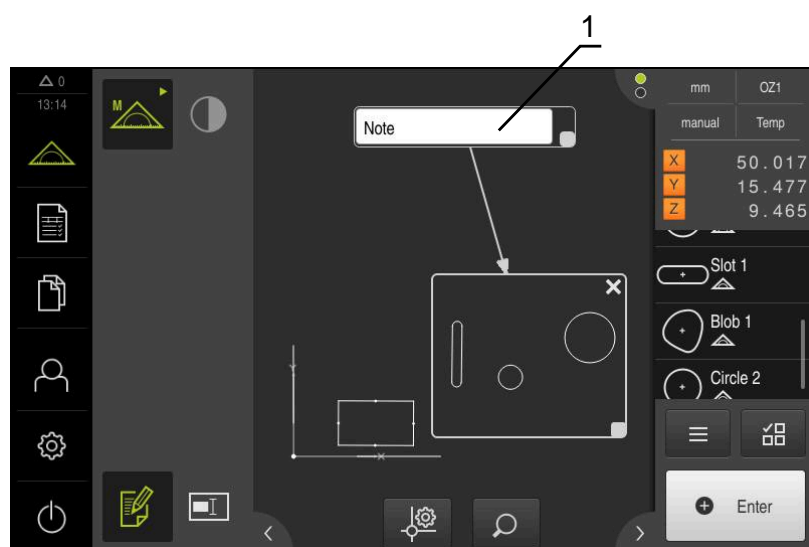 1
0
13:14
M
Note
mm
OZ1
manual
Temp
X 50.017
Y 15.477
Z 9.465
Slot 1
Blob 1
Circle 2
Y
X
Enter